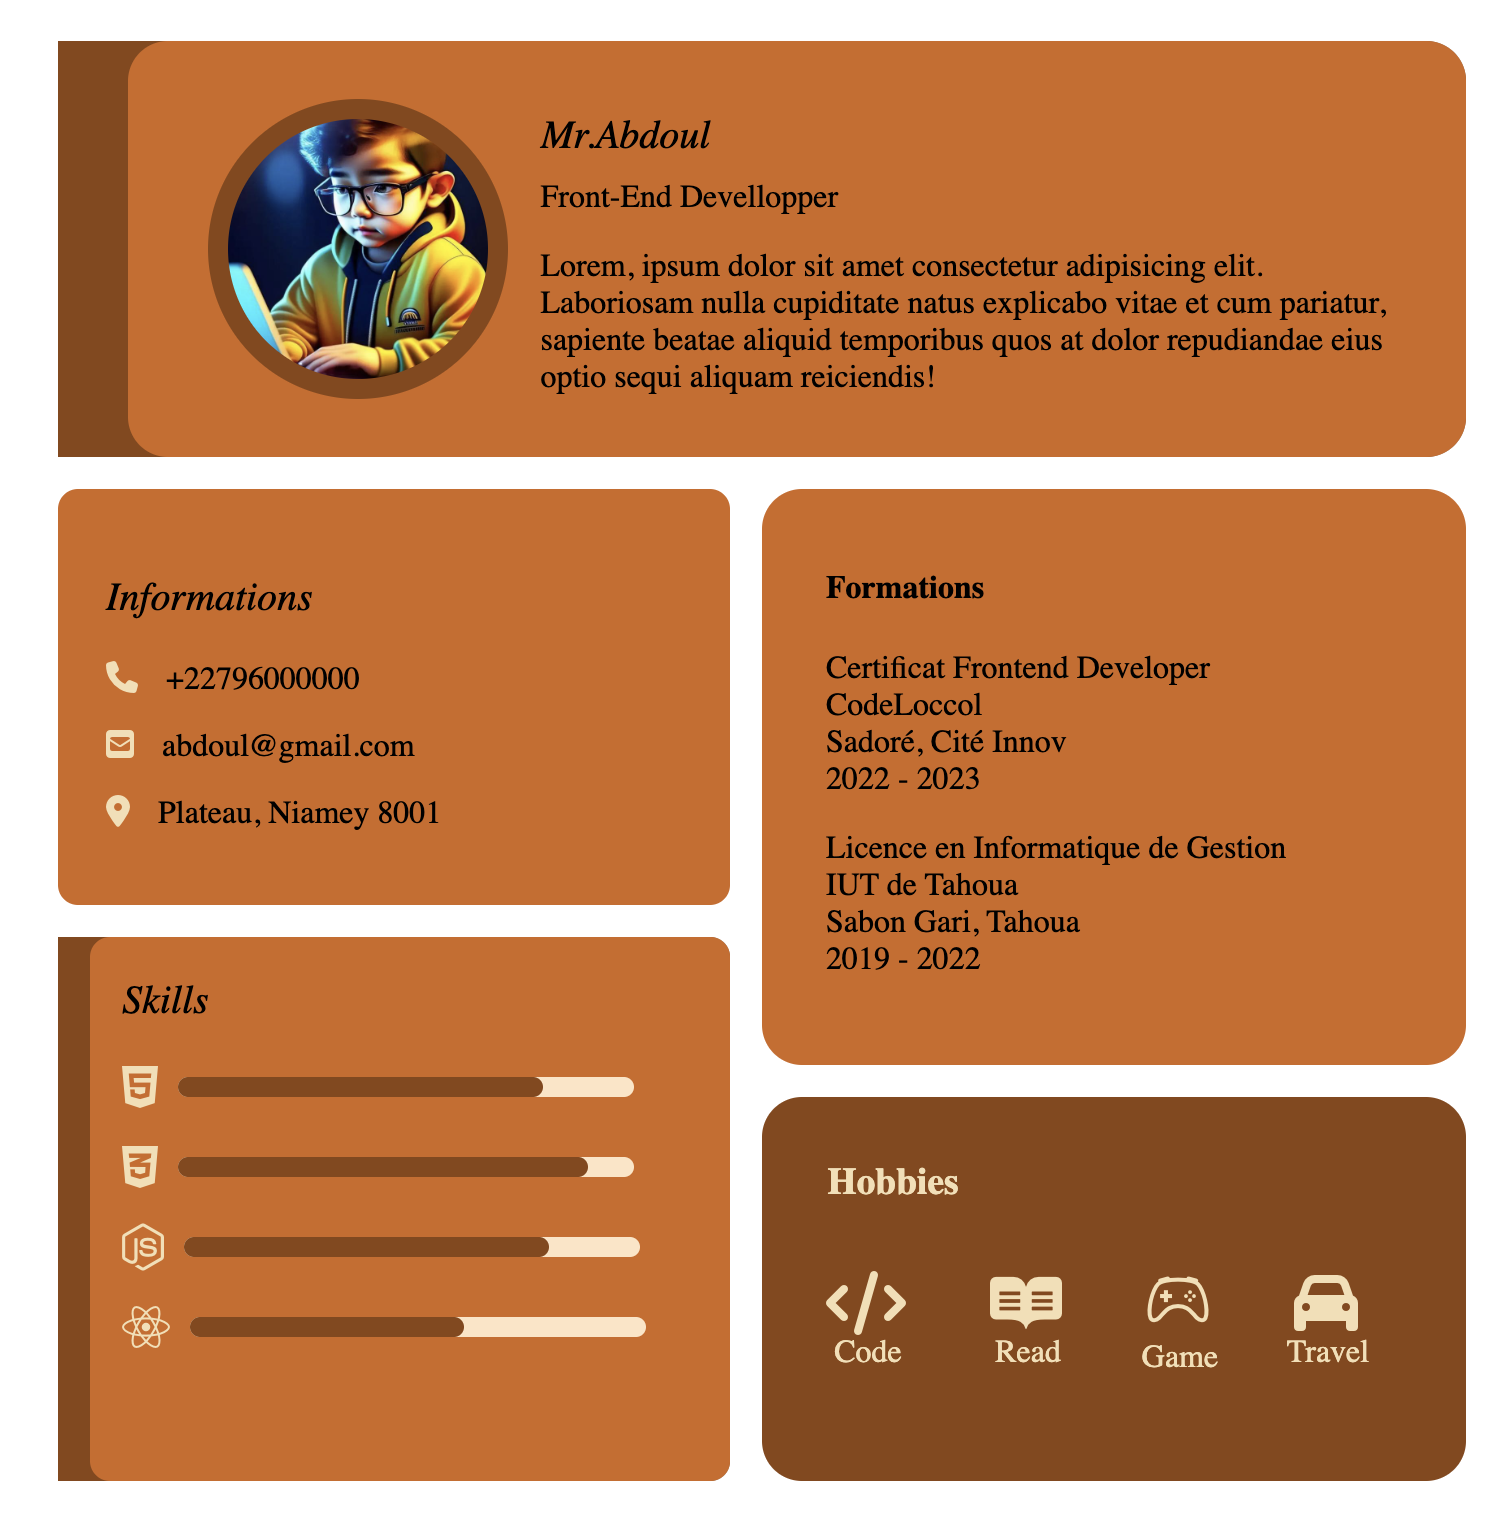 Mr.Abdoul
Front-End Devellopper
Lorem, ipsum dolor sit amet consectetur adipisicing elit.
Laboriosam nulla cupiditate natus explicabo vitae et cum pariatur,
sapiente beatae aliquid temporibus quos at dolor repudiandae eius
optio sequi aliquam reiciendis!
Informations
+22796000000
abdoul@gmail.com
Plateau, Niamey 8001
Skills
5
3
JS
Formations
Certificat Frontend Developer
CodeLoccol
Sadoré, Cité Innov
2022 - 2023
Licence en Informatique de Gestion
IUT de Tahoua
Sabon Gari, Tahoua
2019 - 2022
Hobbies
Code
Read
Game
Travel